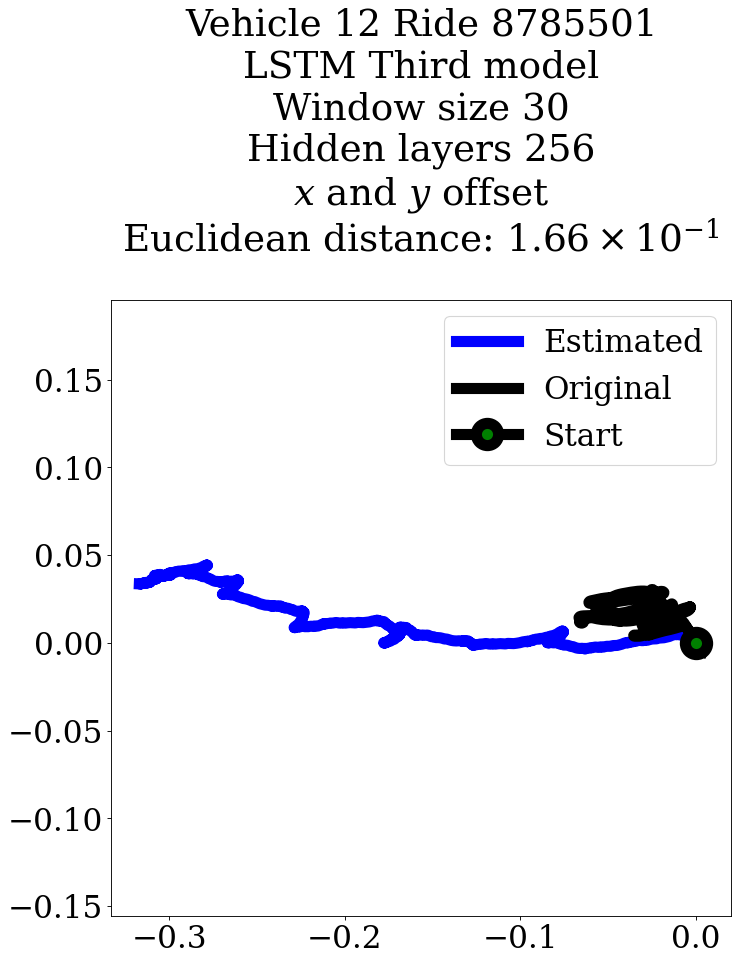 Vehicle 12 Ride 8785501
LSTM Third model
Window size 30
Hidden layers 256
x and y offset
Euclidean distance: 1.66 × 10⁻¹
Estimated
Original
Start
0.15
0.10
0.05
0.00
−0.05
−0.10
−0.15
−0.3 −0.2 −0.1 0.0